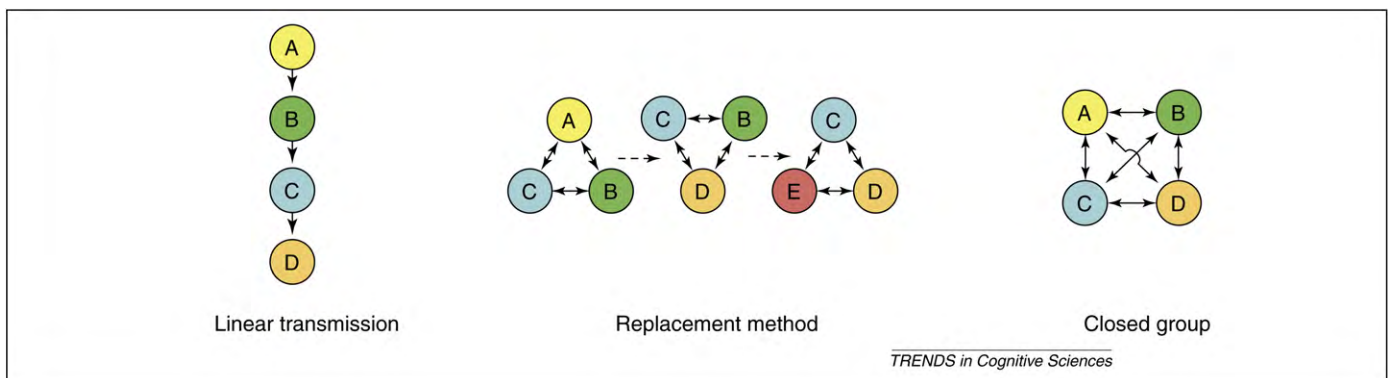 A
B
C
D
Linear transmission
A
C B
C B
D
C
E D
Replacement method
A B
C D
Closed group
TRENDS in Cognitive Sciences